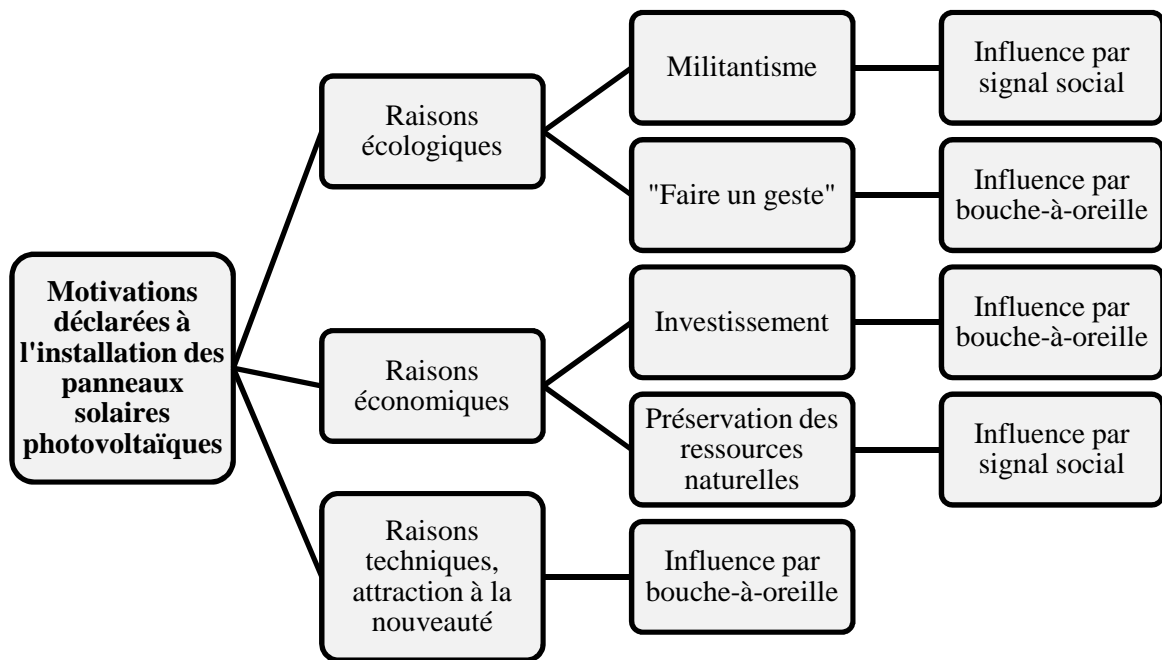 Motivations
déclarées à
l'installation des
panneaux
solaires
photovoltaïques
Raisons
écologiques
Militantisme
Influence par
signal social
"Faire un geste"
Influence par
bouche-à-oreille
Raisons
économiques
Investissement
Influence par
bouche-à-oreille
Préservation des
ressources
naturelles
Influence par
signal social
Raisons
techniques,
attraction à la
nouveauté
Influence par
bouche-à-oreille